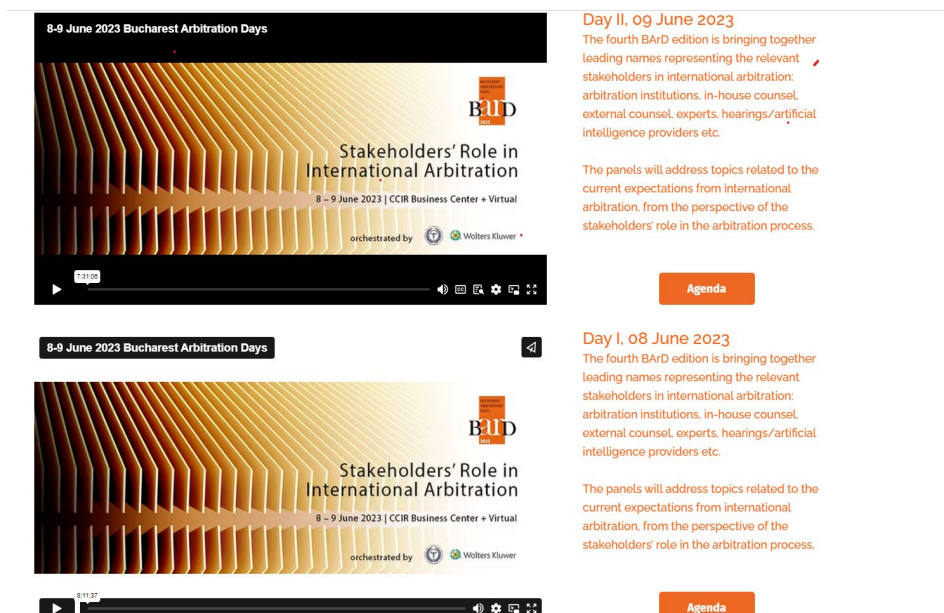 8-9 June 2023 Bucharest Arbitration Days
BArD
2023
Stakeholders' Role in
International Arbitration
8 – 9 June 2023 | CCIR Business Center + Virtual
orchestrated by
Wolters Kluwer
7:31:06
CC
Day II, 09 June 2023
The fourth BArD edition is bringing together
leading names representing the relevant
stakeholders in international arbitration:
arbitration institutions, in-house counsel,
external counsel, experts, hearings/artificial
intelligence providers etc.
The panels will address topics related to the
current expectations from international
arbitration, from the perspective of the
stakeholders' role in the arbitration process.
Agenda
8-9 June 2023 Bucharest Arbitration Days
BArD
2023
Stakeholders' Role in
International Arbitration
8 – 9 June 2023 | CCIR Business Center + Virtual
orchestrated by
Wolters Kluwer
8:11:37
Day I, 08 June 2023
The fourth BArD edition is bringing together
leading names representing the relevant
stakeholders in international arbitration:
arbitration institutions, in-house counsel,
external counsel, experts, hearings/artificial
intelligence providers etc.
The panels will address topics related to the
current expectations from international
arbitration, from the perspective of the
stakeholders' role in the arbitration process.
Agenda